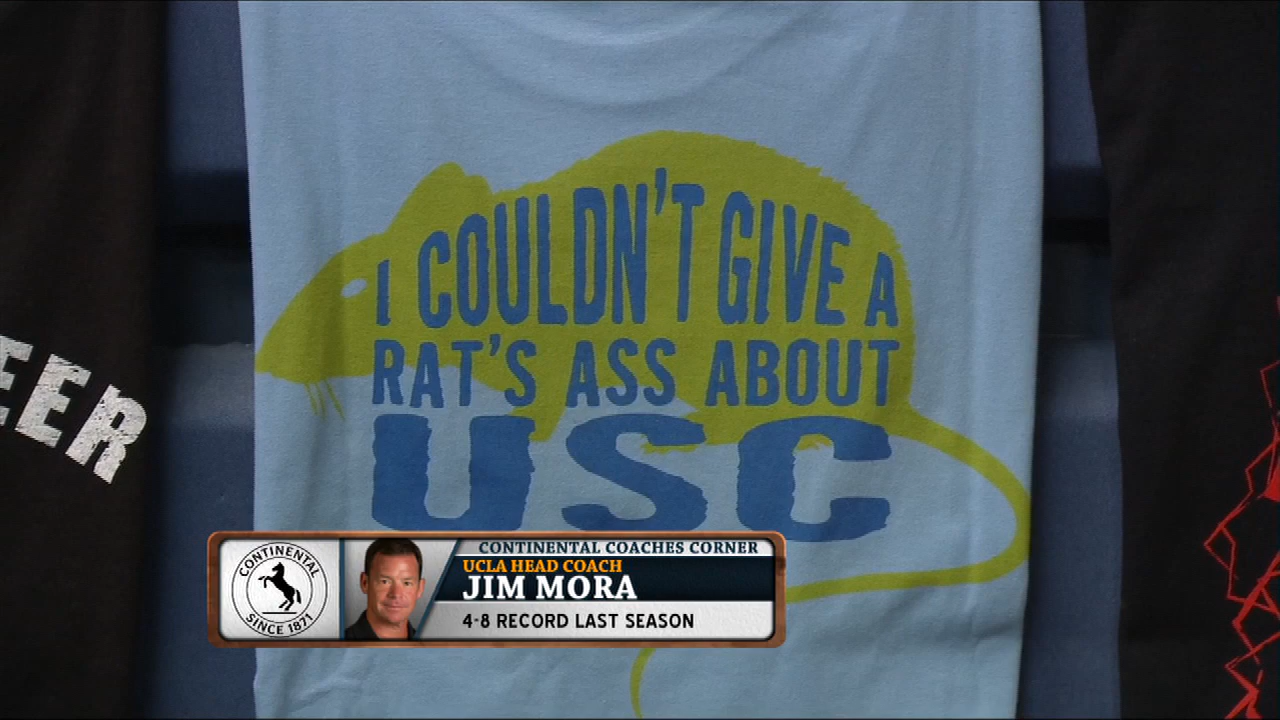 I COULDN'T GIVE A
RAT'S ASS ABOUT
USC
EER
CONTINENTAL
SINCE 1871
CONTINENTAL COACHES CORNER
UCLA HEAD COACH
JIM MORA
4-8 RECORD LAST SEASON